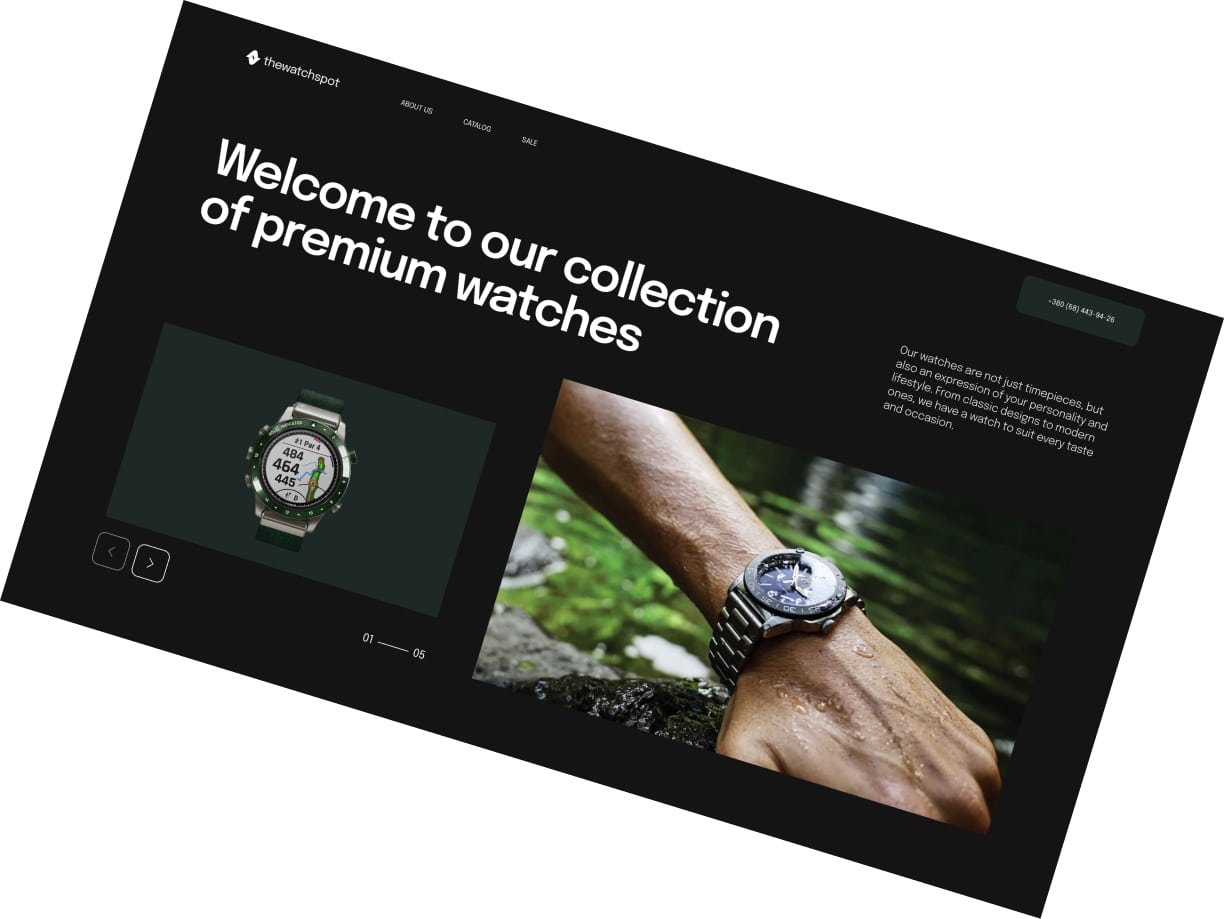 thewatchspot
ABOUT US
CATALOG
SALE
+380 (68) 443-94-26
Welcome to our collection
of premium watches
Our watches are not just timepieces, but
also an expression of your personality and
lifestyle. From classic designs to modern
ones, we have a watch to suit every taste
and occasion.
#1 Par 4
484
464
445
01
05